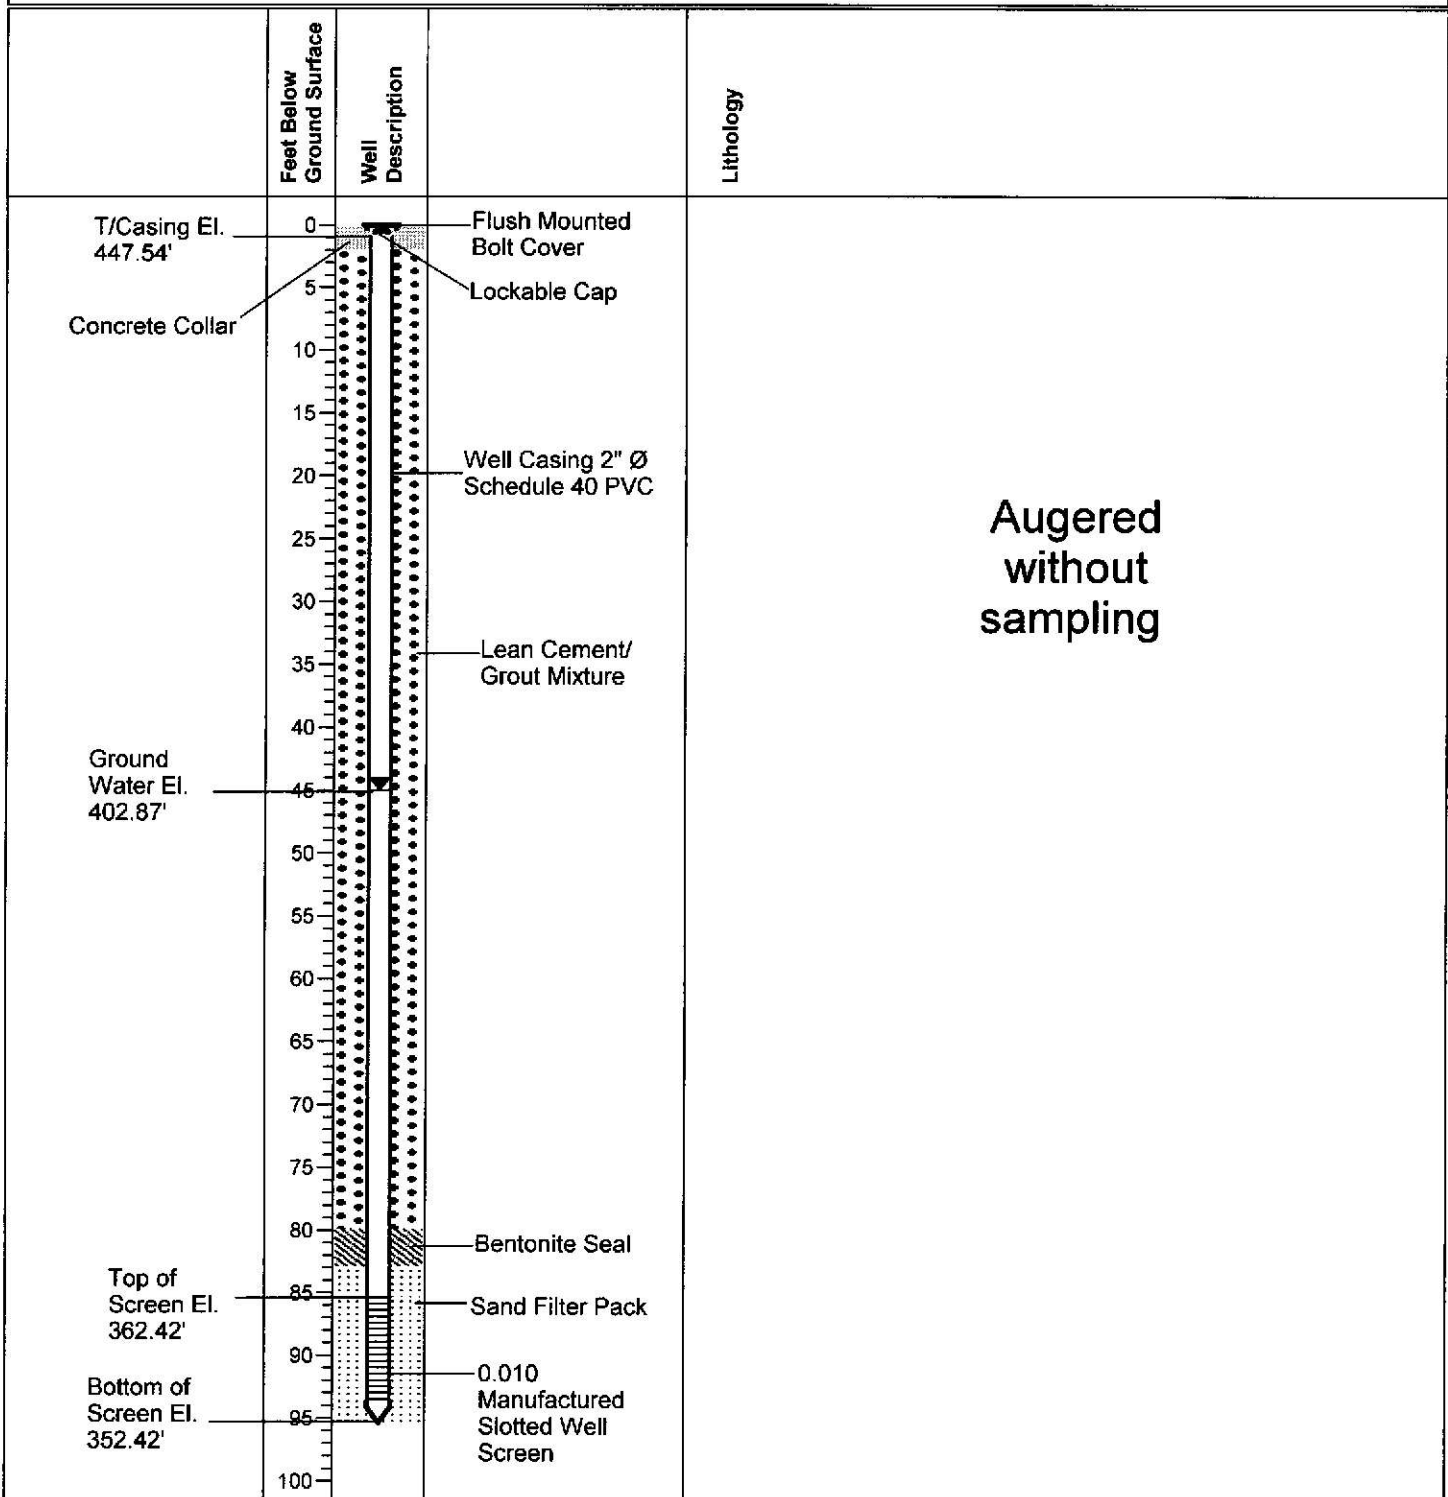 Feet Below
Ground Surface
Well
Description
Lithology
T/Casing El.
447.54'
Concrete Collar
Flush Mounted
Bolt Cover
Lockable Cap
0
5
10
15
20
25
30
35
40
45
50
55
60
65
70
75
80
85
90
95
100
Well Casing 2" Ø
Schedule 40 PVC
Augered
without
sampling
Lean Cement/
Grout Mixture
Ground
Water El.
402.87'
Bentonite Seal
Top of
Screen El.
362.42'
Sand Filter Pack
Bottom of
Screen El.
352.42'
0.010
Manufactured
Slotted Well
Screen